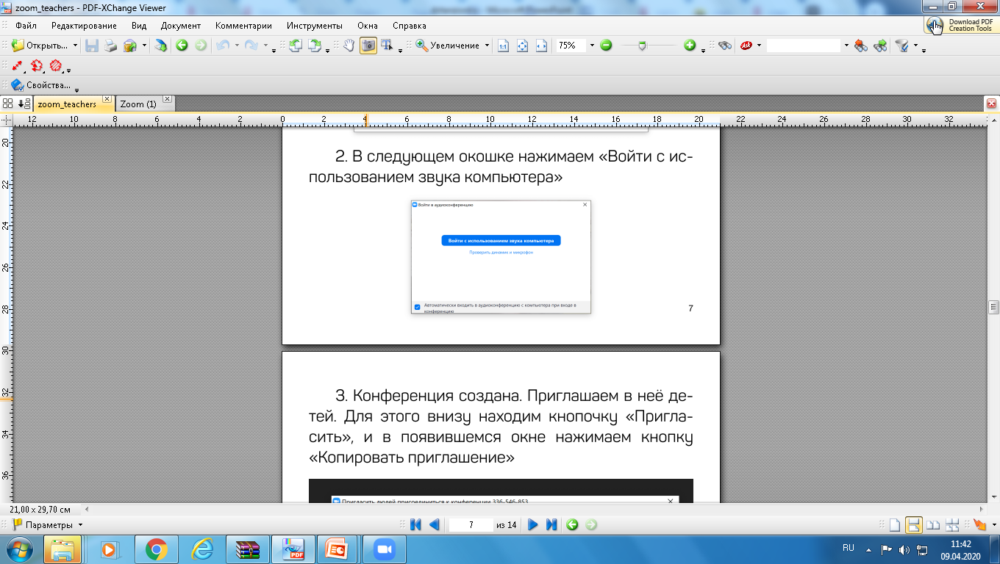 zoom_teachers - PDF-XChange Viewer
Файл Редактирование Вид Документ Комментарии Инструменты Окна Справка
Download PDF
Creation Tools
Открыть... Увеличение 75%
Свойства...
zoom_teachers Zoom (1)
12 10 8 6 4 2 0 2 4 6 8 10 12 14 16 18 20 22 24 26 28 30 32
20
22
24
26
28
30
32
34
36
2. В следующем окошке нажимаем «Войти с ис-
пользованием звука компьютера»
Войти в аудиоконференцию
Войти с использованием звука компьютера
Проверить динамик и микрофон
Автоматически входить в аудиоконференцию с компьютера при входе в
конференцию
7
3. Конференция создана. Приглашаем в неё де-
тей. Для этого внизу находим кнопочку «Пригла-
сить», и в появившемся окне нажимаем кнопку
«Копировать приглашение»
Пригласить людей присоединиться к конференции 336-546-853
21,00 x 29,70 см
Параметры 7 из 14
RU 11:42
09.04.2020